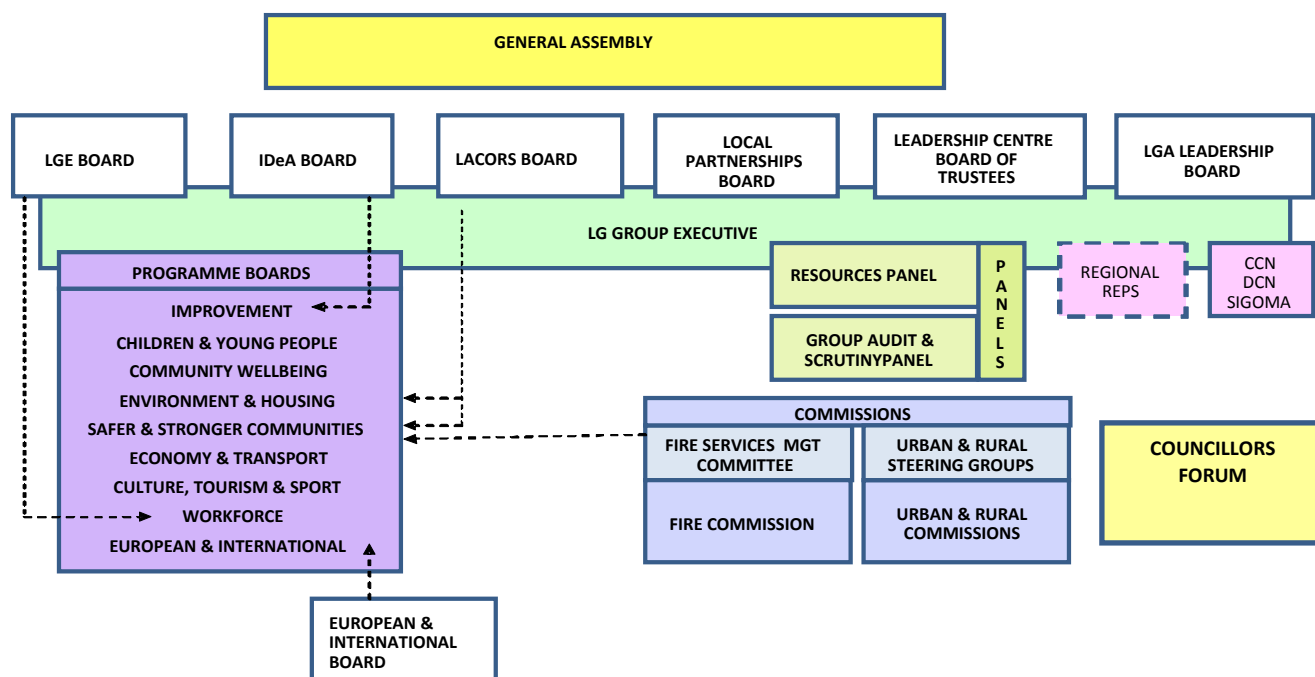 GENERAL ASSEMBLY
LGE BOARD
IDeA BOARD
LACORS BOARD
LOCAL
PARTNERSHIPS
BOARD
LEADERSHIP CENTRE
BOARD OF
TRUSTEES
LGA LEADERSHIP
BOARD
LG GROUP EXECUTIVE
PROGRAMME BOARDS
IMPROVEMENT
CHILDREN & YOUNG PEOPLE
COMMUNITY WELLBEING
ENVIRONMENT & HOUSING
SAFER & STRONGER COMMUNITIES
ECONOMY & TRANSPORT
CULTURE, TOURISM & SPORT
WORKFORCE
EUROPEAN & INTERNATIONAL
RESOURCES PANEL
GROUP AUDIT &
SCRUTINYPANEL
P
A
N
E
L
S
REGIONAL
REPS
CCN
DCN
SIGOMA
COMMISSIONS
FIRE SERVICES MGT
COMMITTEE
URBAN & RURAL
STEERING GROUPS
FIRE COMMISSION
URBAN & RURAL
COMMISSIONS
COUNCILLORS
FORUM
EUROPEAN &
INTERNATIONAL
BOARD